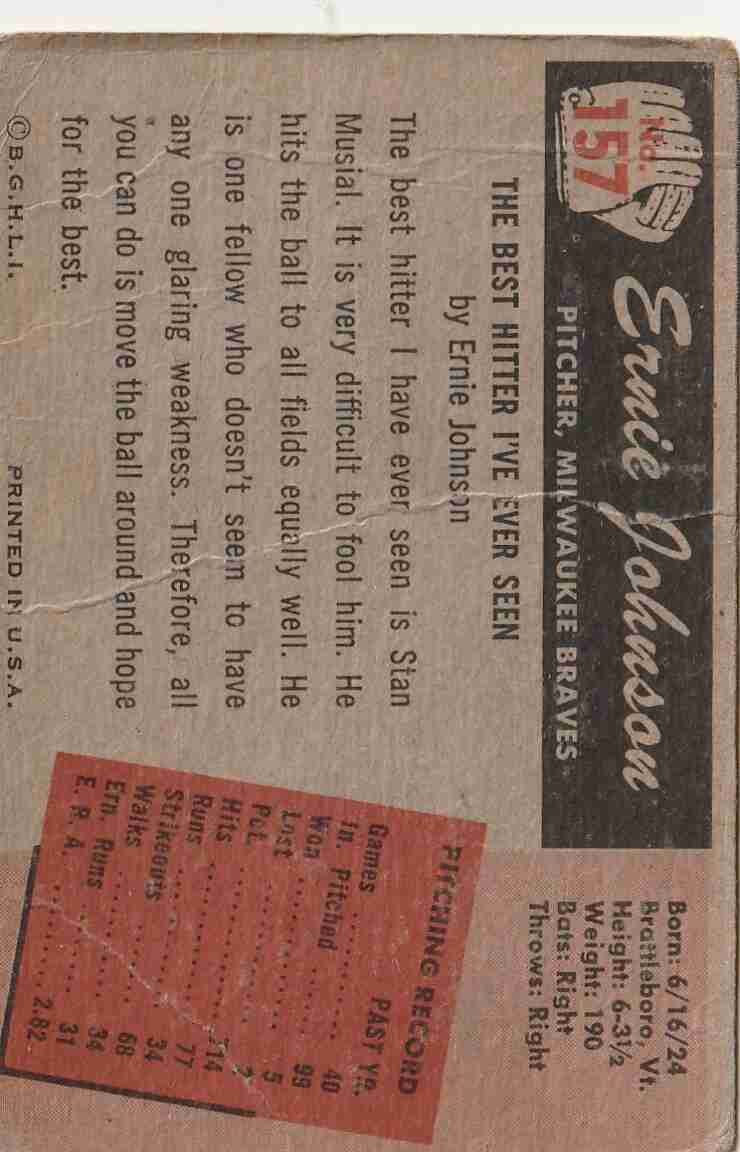 No.
157
Ernie Johnson
PITCHER, MILWAUKEE BRAVES
Born: 6/16/24
Brattleboro, Vt.
Height: 6-3½
Weight: 190
Bats: Right
Throws: Right
THE BEST HITTER I'VE EVER SEEN
by Ernie Johnson
The best hitter I have ever seen is Stan
Musial. It is very difficult to fool him. He
hits the ball to all fields equally well. He
is one fellow who doesn't seem to have
any one glaring weakness. Therefore, all
you can do is move the ball around and hope
for the best.
PITCHING RECORD
PAST YR.
Games 40
In. Pitched 99
Won 5
Lost 2
Pct. .714
Hits 77
Runs 34
Strikeouts 68
Walks 34
Ern. Runs 31
E. R. A. 2.82
©B.G.H.L.I. PRINTED IN U.S.A.